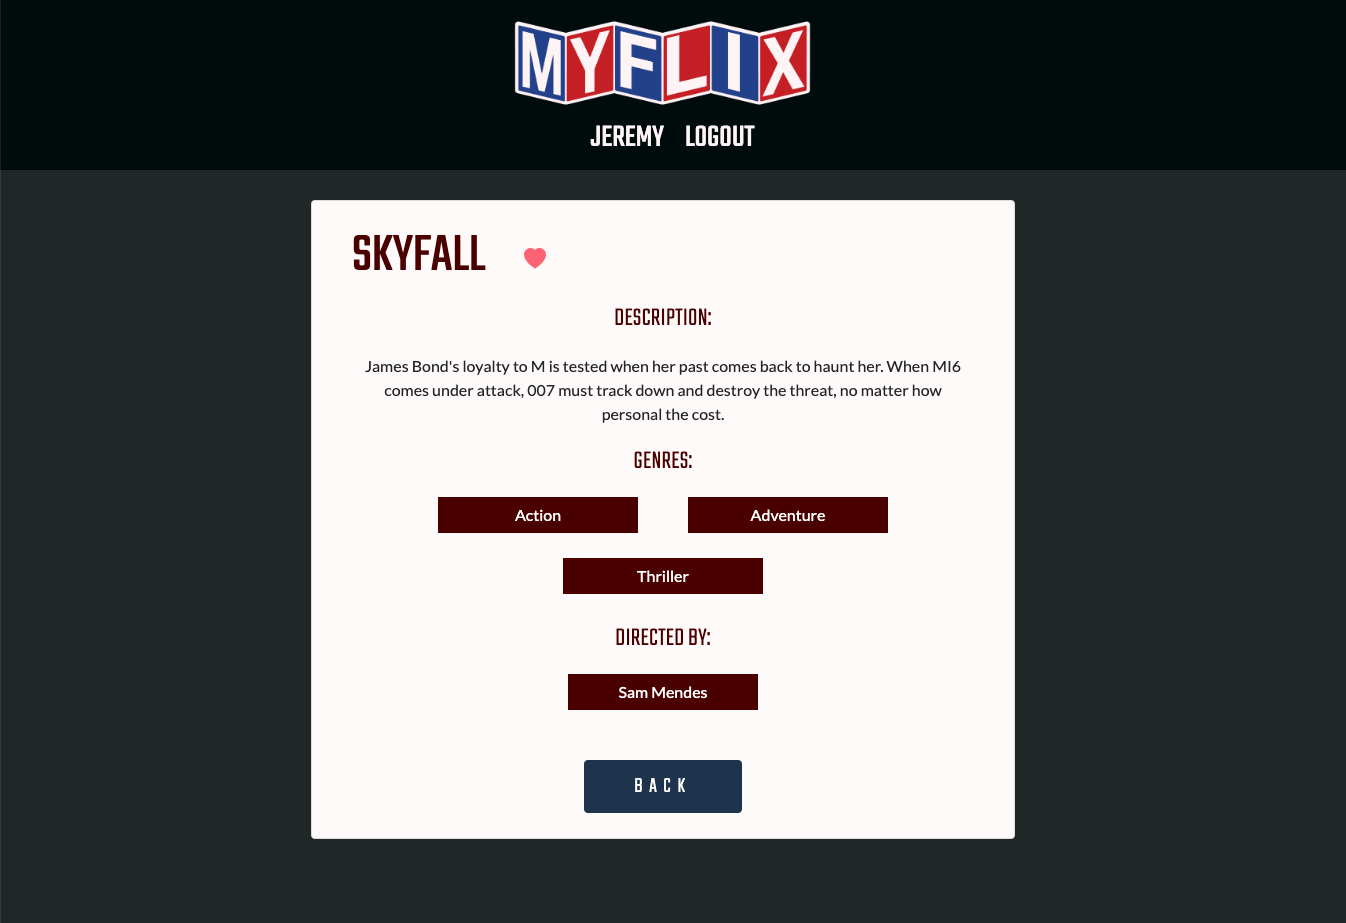 MYFLIX
JEREMY LOGOUT
SKYFALL
DESCRIPTION:
James Bond's loyalty to M is tested when her past comes back to haunt her. When MI6
comes under attack, 007 must track down and destroy the threat, no matter how
personal the cost.
GENRES:
Action Adventure
Thriller
DIRECTED BY:
Sam Mendes
BACK